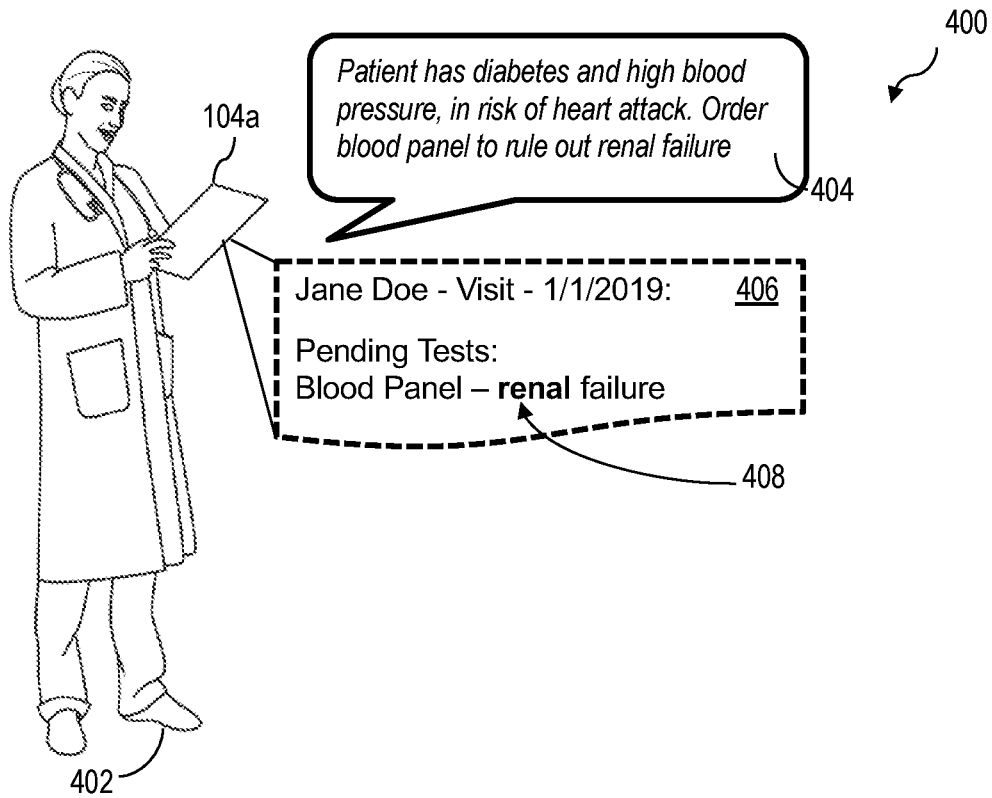 400
Patient has diabetes and high blood
pressure, in risk of heart attack. Order
blood panel to rule out renal failure
104a
404
Jane Doe - Visit - 1/1/2019: 406
Pending Tests:
Blood Panel – renal failure
408
402